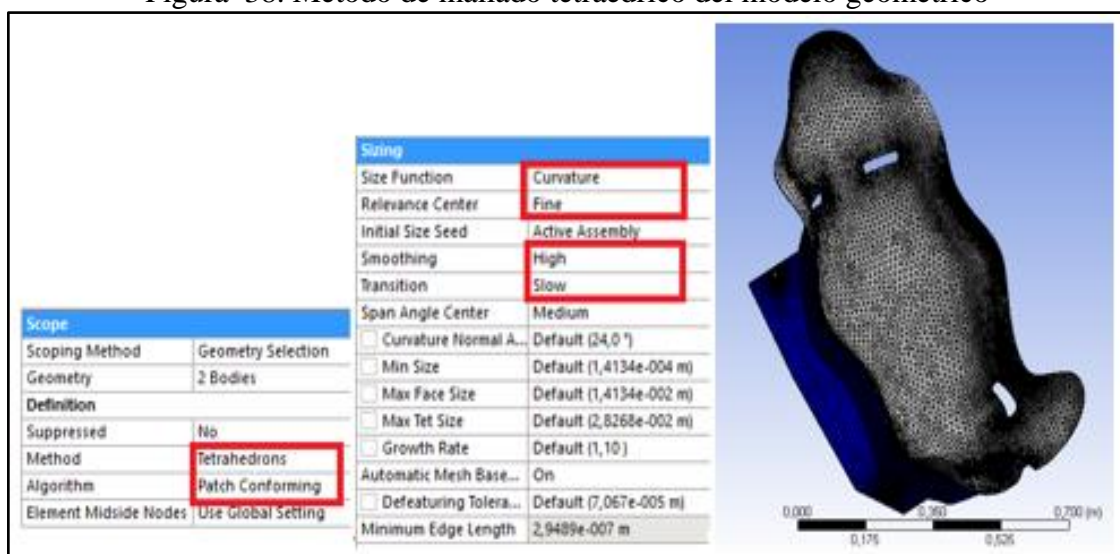 Figura 38. Método de mallado tetraédrico del modelo geométrico
Scope
Scoping Method Geometry Selection
Geometry 2 Bodies
Definition
Suppressed No
Method Tetrahedrons
Algorithm Patch Conforming
Element Midside Nodes Use Global Setting
Sizing
Size Function Curvature
Relevance Center Fine
Initial Size Seed Active Assembly
Smoothing High
Transition Slow
Span Angle Center Medium
Curvature Normal A... Default (24,0 °)
Min Size Default (1,4134e-004 m)
Max Face Size Default (1,4134e-002 m)
Max Tet Size Default (2,8268e-002 m)
Growth Rate Default (1,10 )
Automatic Mesh Base... On
Defeaturing Tolera... Default (7,067e-005 m)
Minimum Edge Length 2,9489e-007 m
0,000 0,350 0,700 (m)
0,175 0,525